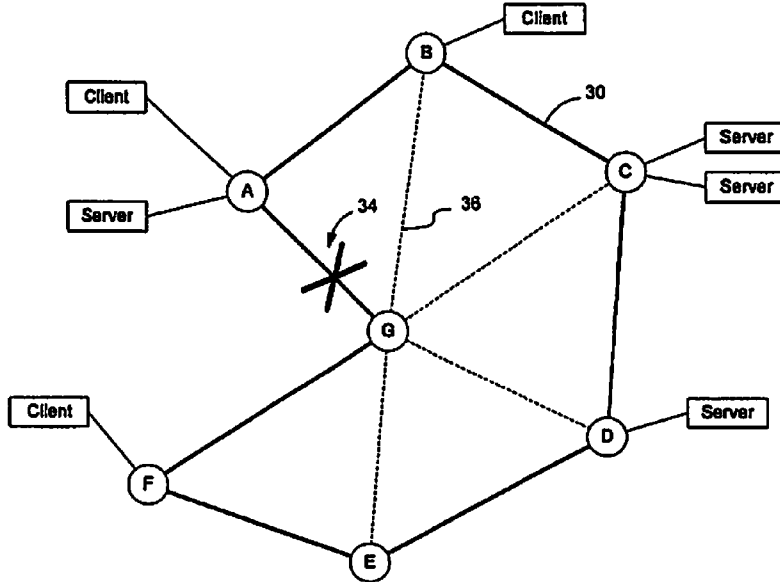 Client
B
30
Client
Server
C
Server
A
Server
34
36
G
Client
Server
D
F
E